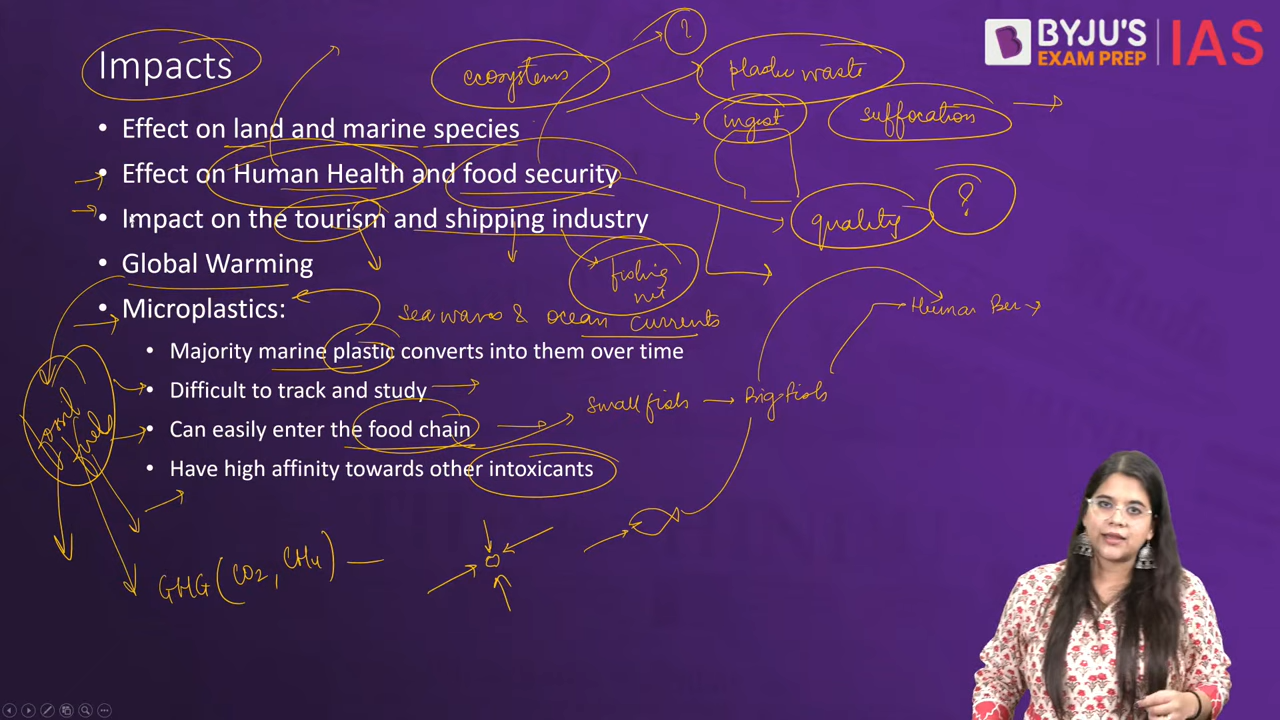 BYJU'S
EXAM PREP
IAS
Impacts
ecosystems
?
plastic waste
ingest
suffocation
• Effect on land and marine species
• Effect on Human Health and food security
• Impact on the tourism and shipping industry
quality
?
fishing
net
• Global Warming
• Microplastics:
sea waves & ocean currents
Human Ber
• Majority marine plastic converts into them over time
• Difficult to track and study
small fish
Big fish
• Can easily enter the food chain
fossil
fuels
• Have high affinity towards other intoxicants
GHG (CO2, CH4)